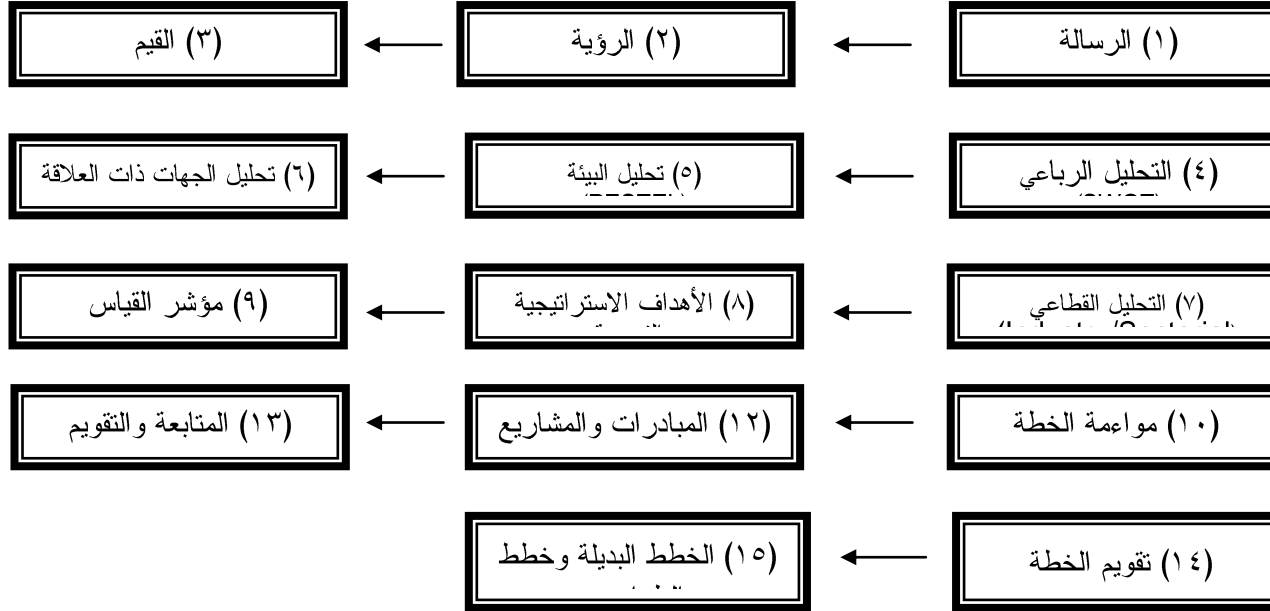 (١) الرسالة
(٢) الرؤية
(٣) القيم
(٤) التحليل الرباعي
(٥) تحليل البيئة
(٦) تحليل الجهات ذات العلاقة
(٧) التحليل القطاعي
(٨) الأهداف الاستراتيجية
(٩) مؤشر القياس
(١٠) مواءمة الخطة
(١٢) المبادرات والمشاريع
(١٣) المتابعة والتقويم
(١٤) تقويم الخطة
(١٥) الخطط البديلة وخطط